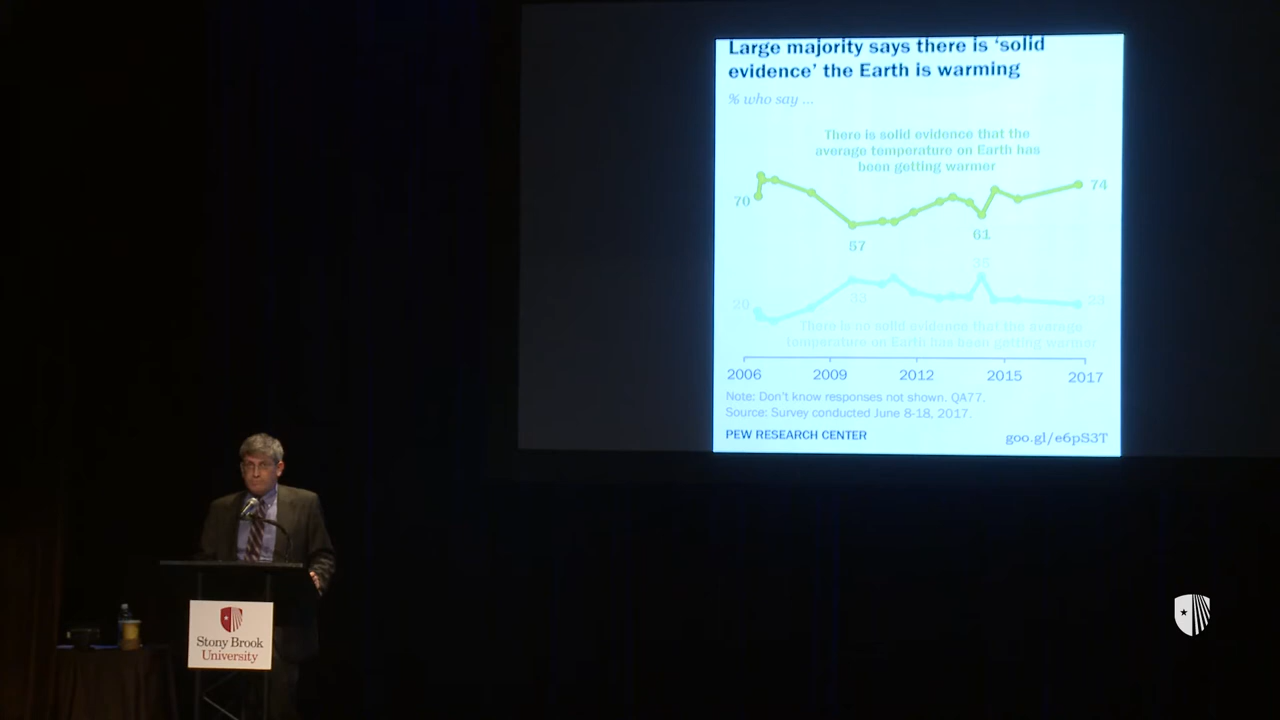 Large majority says there is 'solid
evidence' the Earth is warming
% who say ...
There is solid evidence that the
average temperature on Earth has
been getting warmer
70
74
57
61
35
33
20
23
There is no solid evidence that the average
temperature on Earth has been getting warmer
2006 2009 2012 2015 2017
Note: Don't know responses not shown. QA77.
Source: Survey conducted June 8-18, 2017.
PEW RESEARCH CENTER
goo.gl/e6pS3T
Stony Brook
University